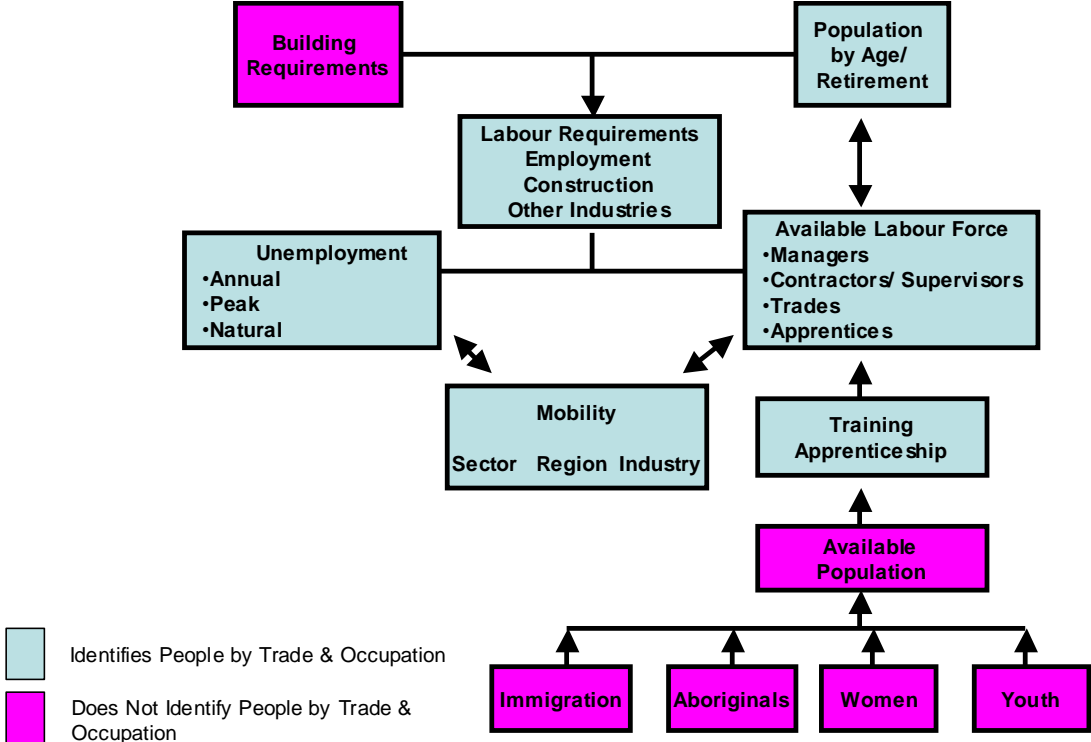 Building
Requirements
Population
by Age/
Retirement
Labour Requirements
Employment
Construction
Other Industries
Unemployment
•Annual
•Peak
•Natural
Available Labour Force
•Managers
•Contractors/ Supervisors
•Trades
•Apprentices
Mobility
Sector Region Industry
Training
Apprenticeship
Available
Population
Immigration
Aboriginals
Women
Youth
Identifies People by Trade & Occupation
Does Not Identify People by Trade &
Occupation